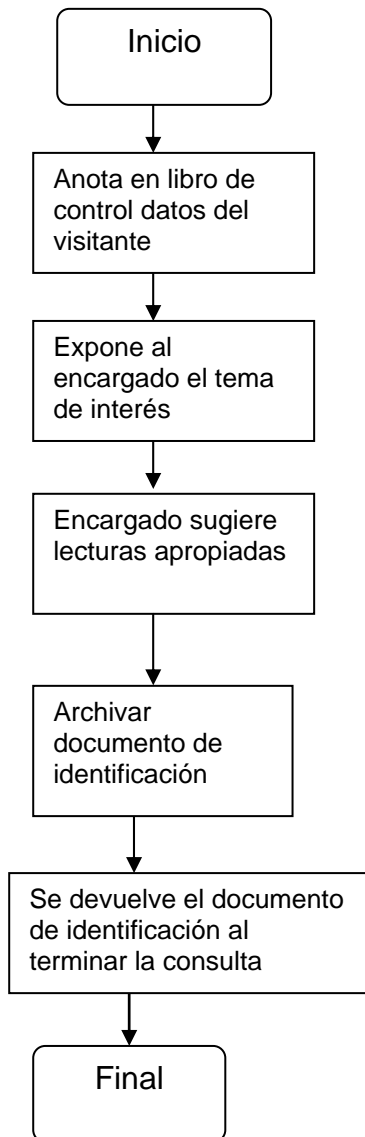 Inicio
Anota en libro de
control datos del
visitante
Expone al
encargado el tema
de interés
Encargado sugiere
lecturas apropiadas
Archivar
documento de
identificación
Se devuelve el documento
de identificación al
terminar la consulta
Final